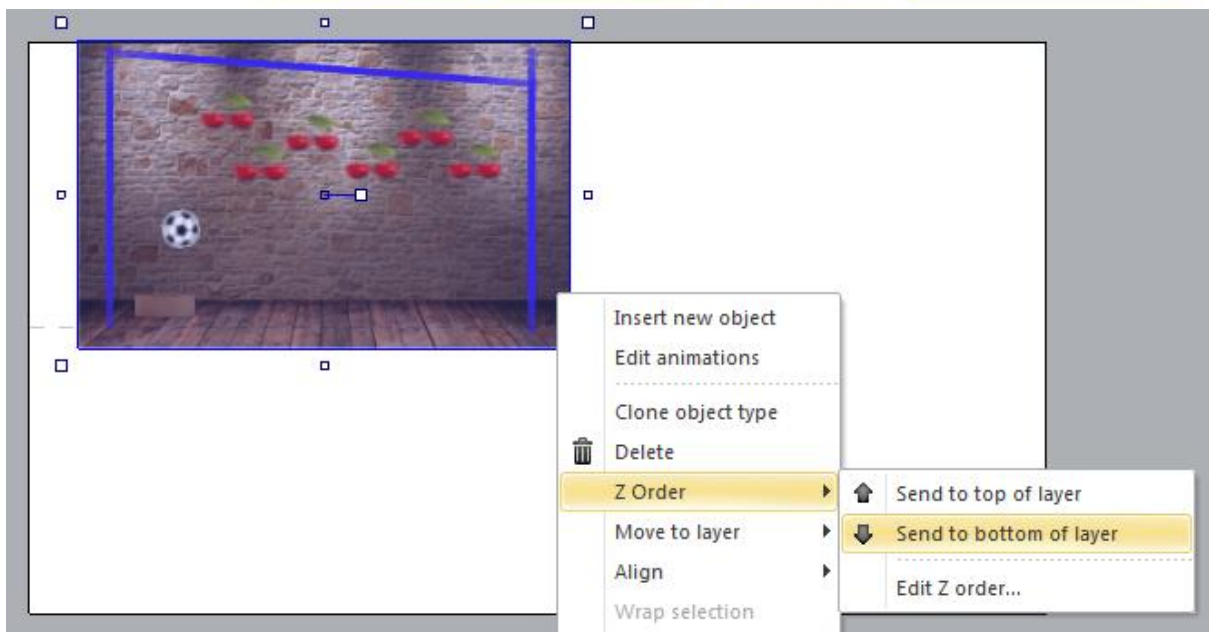 Insert new object
Edit animations
Clone object type
Delete
Z Order
Send to top of layer
Move to layer
Send to bottom of layer
Align
Edit Z order...
Wrap selection